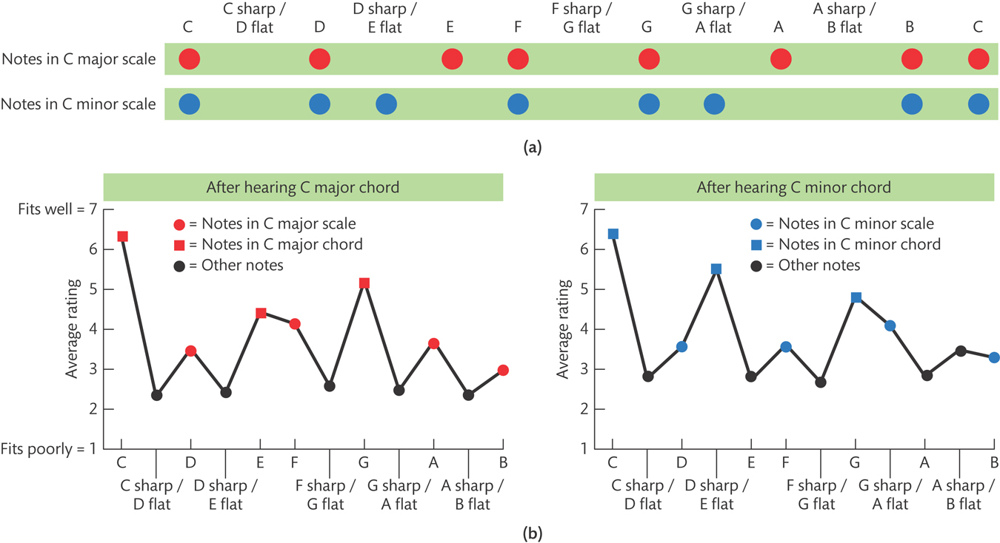 C sharp / D sharp / F sharp / G sharp / A sharp /
C D flat D E flat E F G flat G A flat A B flat B C
Notes in C major scale
Notes in C minor scale
(a)
After hearing C major chord
Fits well = 7
= Notes in C major scale
6
= Notes in C major chord
= Other notes
5
Average rating
4
3
2
Fits poorly = 1
C D E F G A B
C sharp / D sharp / F sharp / G sharp / A sharp /
D flat E flat G flat A flat B flat
After hearing C minor chord
7
= Notes in C minor scale
6
= Notes in C minor chord
= Other notes
5
Average rating
4
3
2
1
C D E F G A B
C sharp / D sharp / F sharp / G sharp / A sharp /
D flat E flat G flat A flat B flat
(b)